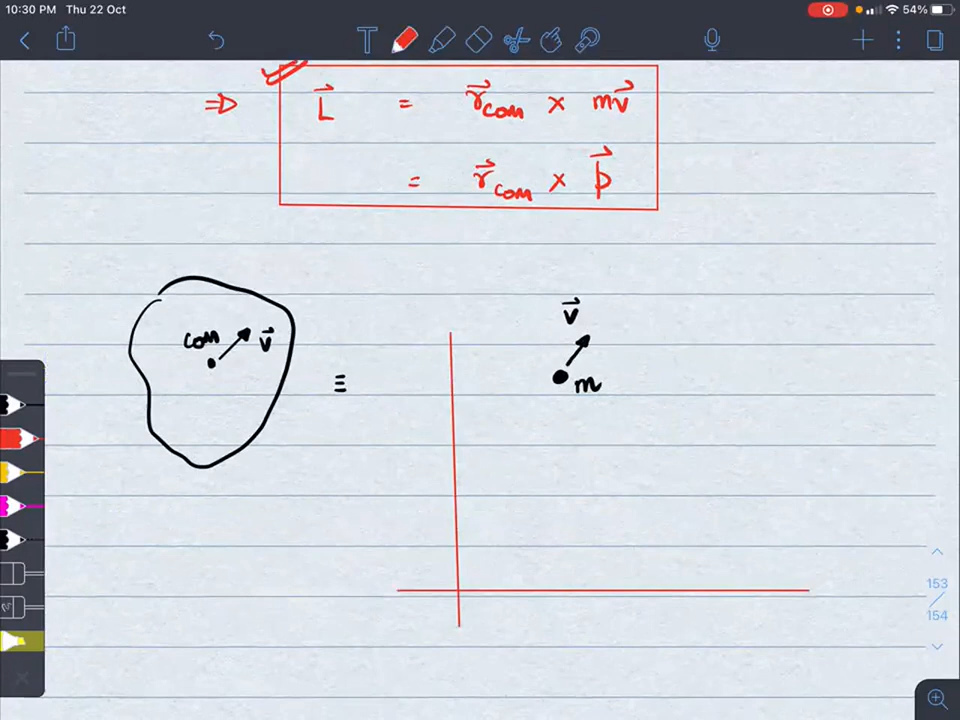 10:30 PM Thu 22 Oct
54%
T
⇒ L⃗ = r⃗com × mv⃗
= r⃗com × p⃗
v⃗
com
v⃗
≡
m
153
154